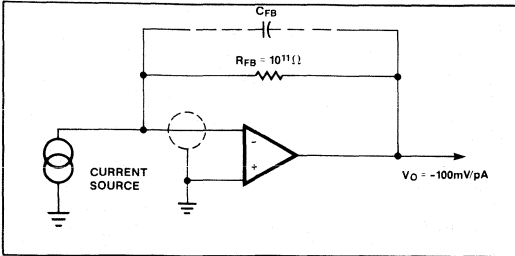 CFB
RFB = 10¹¹Ω
-
+
CURRENT
SOURCE
VO = -100mV/pA